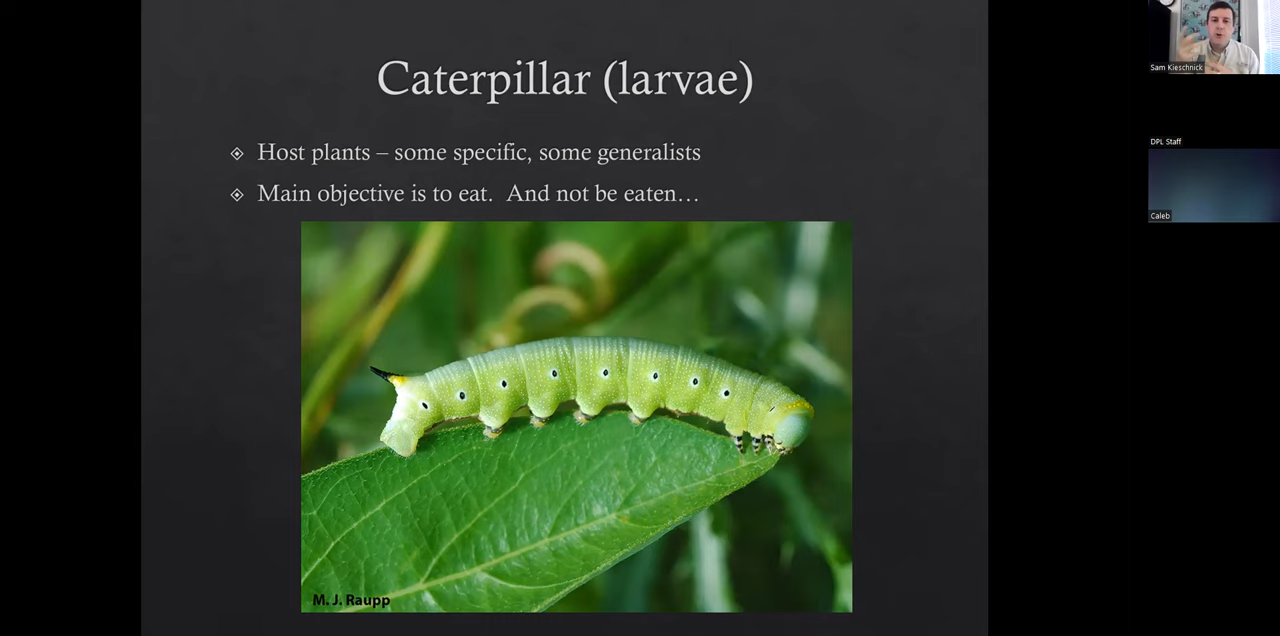 Caterpillar (larvae)
Host plants – some specific, some generalists
Main objective is to eat.  And not be eaten…
M. J. Raupp
Sam Kieschnick
DPL Staff
Caleb